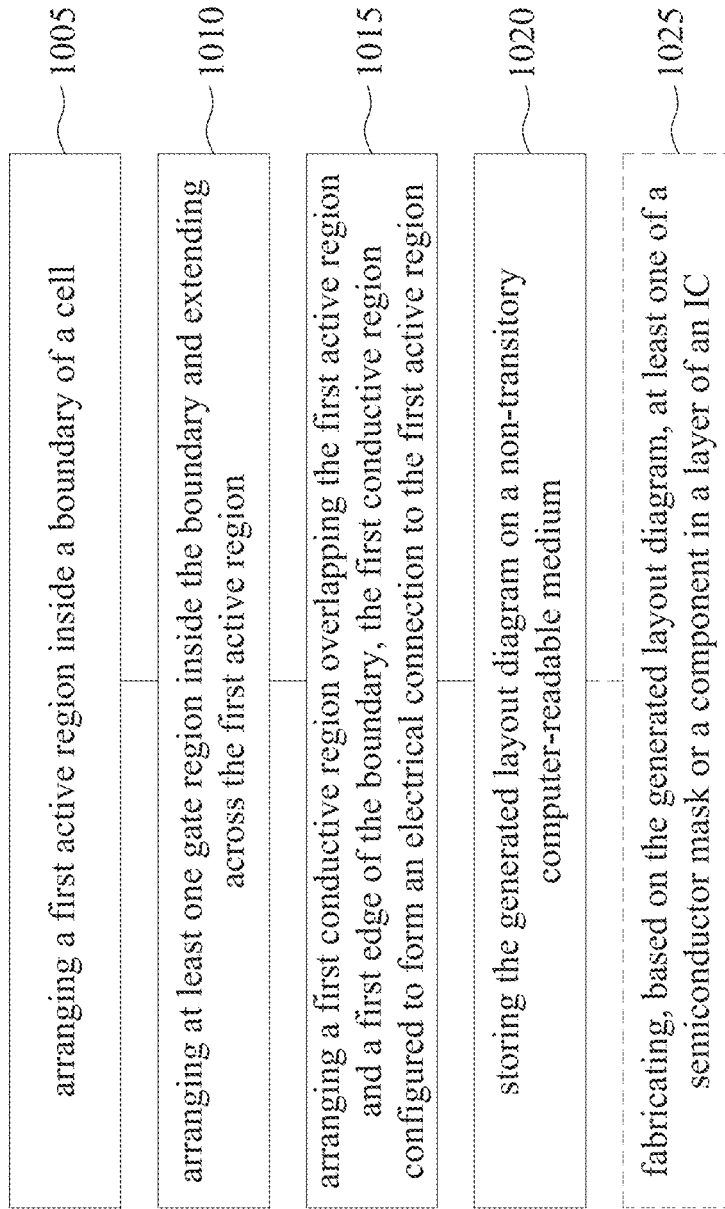 arranging a first active region inside a boundary of a cell
1005
arranging at least one gate region inside the boundary and extending
across the first active region
1010
arranging a first conductive region overlapping the first active region
and a first edge of the boundary, the first conductive region
configured to form an electrical connection to the first active region
1015
storing the generated layout diagram on a non-transitory
computer-readable medium
1020
fabricating, based on the generated layout diagram, at least one of a
semiconductor mask or a component in a layer of an IC
1025